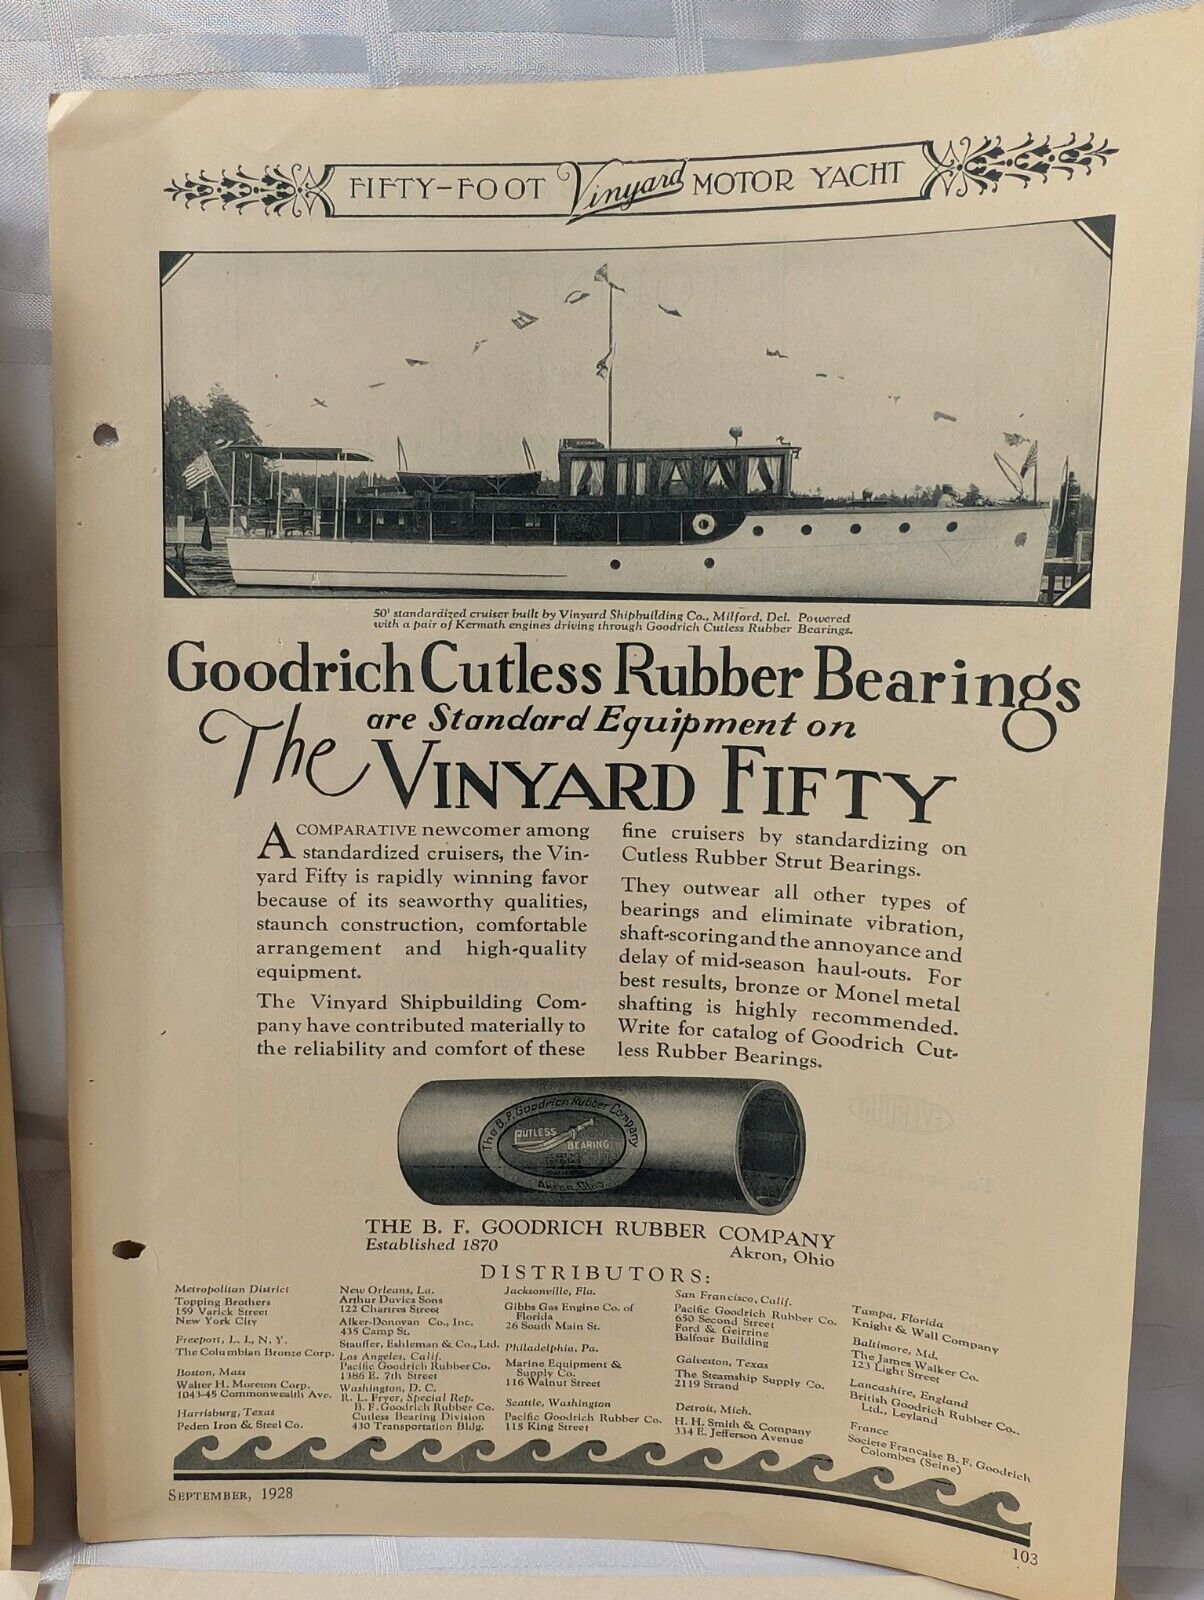 FIFTY-FOOT Vinyard MOTOR YACHT
50' standardized cruiser built by Vinyard Shipbuilding Co., Milford, Del. Powered
with a pair of Kermath engines driving through Goodrich Cutless Rubber Bearings.
Goodrich Cutless Rubber Bearings
are Standard Equipment on
The VINYARD FIFTY
A COMPARATIVE newcomer among
standardized cruisers, the Vin-
yard Fifty is rapidly winning favor
because of its seaworthy qualities,
staunch construction, comfortable
arrangement and high-quality
equipment.
The Vinyard Shipbuilding Com-
pany have contributed materially to
the reliability and comfort of these
fine cruisers by standardizing on
Cutless Rubber Strut Bearings.
They outwear all other types of
bearings and eliminate vibration,
shaft-scoring and the annoyance and
delay of mid-season haul-outs. For
best results, bronze or Monel metal
shafting is highly recommended.
Write for catalog of Goodrich Cut-
less Rubber Bearings.
The B. F. Goodrich Rubber Company
CUTLESS
BEARING
Akron, Ohio
THE B. F. GOODRICH RUBBER COMPANY
Established 1870 Akron, Ohio
DISTRIBUTORS:
Metropolitan District
Topping Brothers
159 Varick Street
New York City
Freeport, L. I., N. Y.
The Columbian Bronze Corp.
Boston, Mass
Walter H. Moreton Corp.
1043-45 Commonwealth Ave.
Harrisburg, Texas
Peden Iron & Steel Co.
New Orleans, La.
Arthur Duvics Sons
122 Chartres Street
Alker-Donovan Co., Inc.
435 Camp St.
Stauffer, Eshleman & Co., Ltd.
Los Angeles, Calif.
Pacific Goodrich Rubber Co.
1386 E. 7th Street
Washington, D. C.
R. L. Fryer, Special Rep.
B. F. Goodrich Rubber Co.
Cutless Bearing Division
430 Transportation Bldg.
Jacksonville, Fla.
Gibbs Gas Engine Co. of
Florida
26 South Main St.
Philadelphia, Pa.
Marine Equipment &
Supply Co.
116 Walnut Street
Seattle, Washington
Pacific Goodrich Rubber Co.
115 King Street
San Francisco, Calif.
Pacific Goodrich Rubber Co.
650 Second Street
Ford & Geirrine
Balfour Building
Galveston, Texas
The Steamship Supply Co.
2119 Strand
Detroit, Mich.
H. H. Smith & Company
334 E. Jefferson Avenue
Tampa, Florida
Knight & Wall Company
Baltimore, Md.
The James Walker Co.
123 Light Street
Lancashire, England
British Goodrich Rubber Co.,
Ltd., Leyland
France
Societe Francaise B. F. Goodrich
Colombes (Seine)
SEPTEMBER, 1928
103